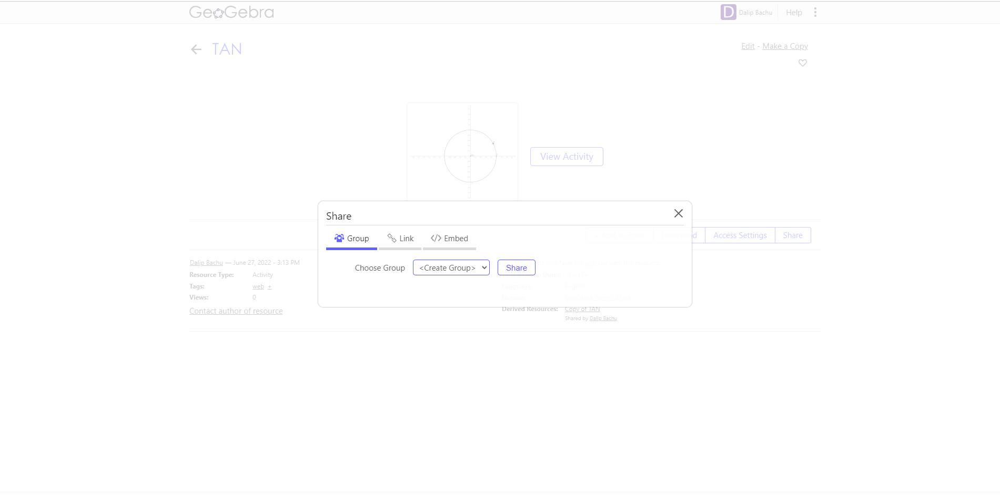 GeoGebra
D Dalip Bachu
Help
TAN
Edit - Make a Copy
View Activity
Share
Group
Link
Embed
Access Settings
Share
Choose Group
<Create Group>
Share
Dalip Bachu — June 27, 2022 - 3:13 PM
Resource Type: Activity
Tags: web +
Views: 0
Contact author of resource
Language: English
Derived Resources: Copy of TAN
Shared by Dalip Bachu